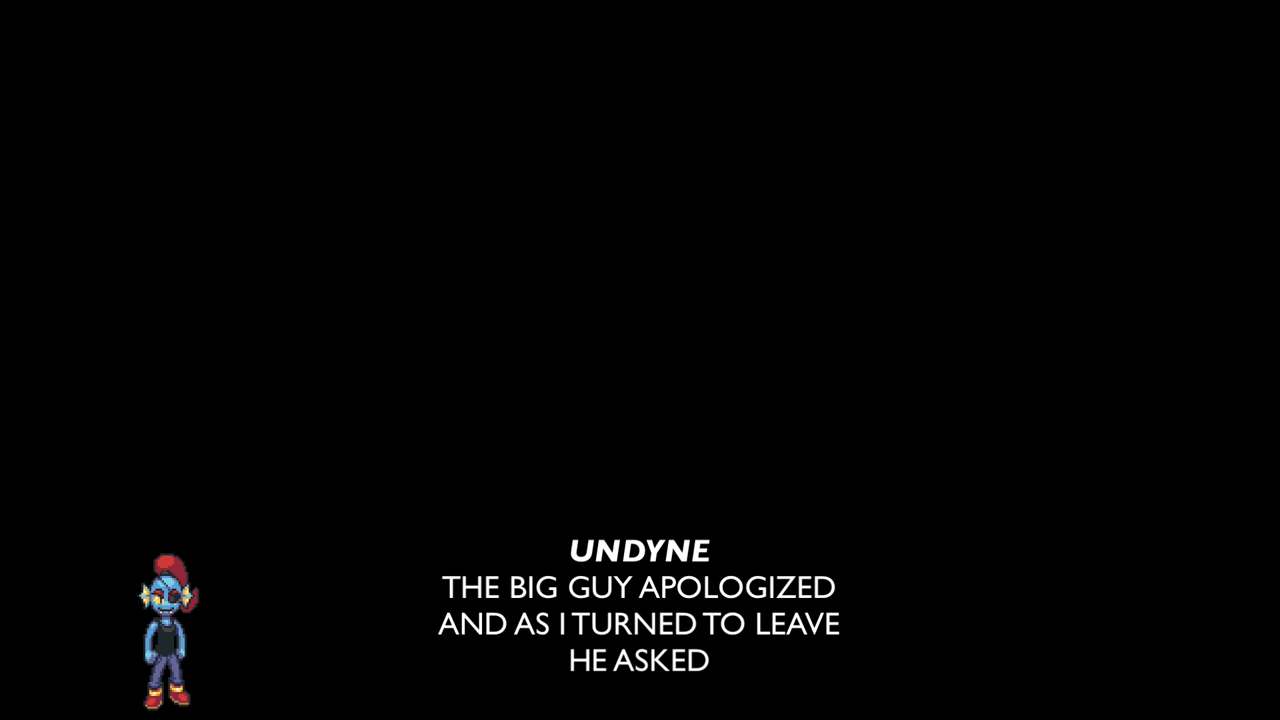 UNDYNE
THE BIG GUY APOLOGIZED
AND AS I TURNED TO LEAVE
HE ASKED